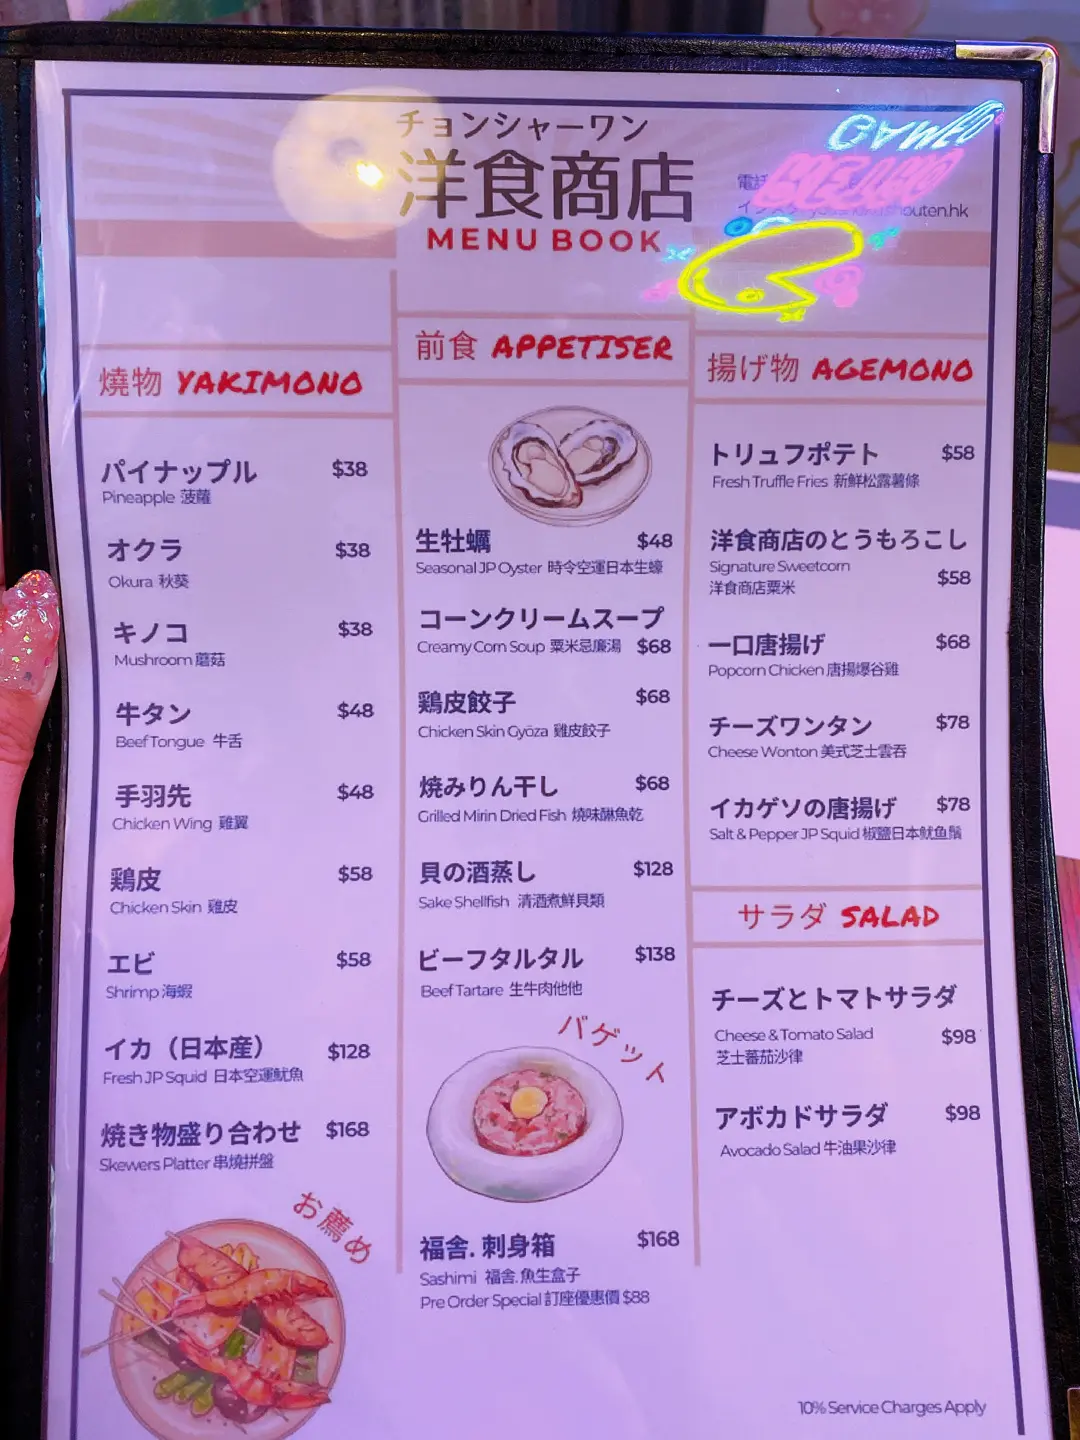 チョンシャーワン
洋食商店
MENU BOOK
電話
outen.hk
燒物 YAKIMONO
パイナップル $38
Pineapple 菠蘿
オクラ $38
Okura 秋葵
キノコ $38
Mushroom 蘑菇
牛タン $48
Beef Tongue 牛舌
手羽先 $48
Chicken Wing 雞翼
鶏皮 $58
Chicken Skin 雞皮
エビ $58
Shrimp 海蝦
イカ（日本産） $128
Fresh JP Squid 日本空運魷魚
焼き物盛り合わせ $168
Skewers Platter 串燒拼盤
お薦め
前食 APPETISER
生牡蠣 $48
Seasonal JP Oyster 時令空運日本生蠔
コーンクリームスープ
Creamy Corn Soup 粟米忌廉湯 $68
鶏皮餃子 $68
Chicken Skin Gyōza 雞皮餃子
焼みりん干し $68
Grilled Mirin Dried Fish 燒味醂魚乾
貝の酒蒸し $128
Sake Shellfish 清酒煮鮮貝類
ビーフタルタル $138
Beef Tartare 生牛肉他他
バゲット
福舎. 刺身箱 $168
Sashimi 福舎. 魚生盒子
Pre Order Special 訂座優惠價 $88
揚げ物 AGEMONO
トリュフポテト $58
Fresh Truffle Fries 新鮮松露薯條
洋食商店のとうもろこし
Signature Sweetcorn
洋食商店粟米 $58
一口唐揚げ $68
Popcorn Chicken 唐揚爆谷雞
チーズワンタン $78
Cheese Wonton 美式芝士雲吞
イカゲソの唐揚げ $78
Salt & Pepper JP Squid 椒鹽日本魷魚鬚
サラダ SALAD
チーズとトマトサラダ
Cheese & Tomato Salad $98
芝士蕃茄沙律
アボカドサラダ $98
Avocado Salad 牛油果沙律
10% Service Charges Apply